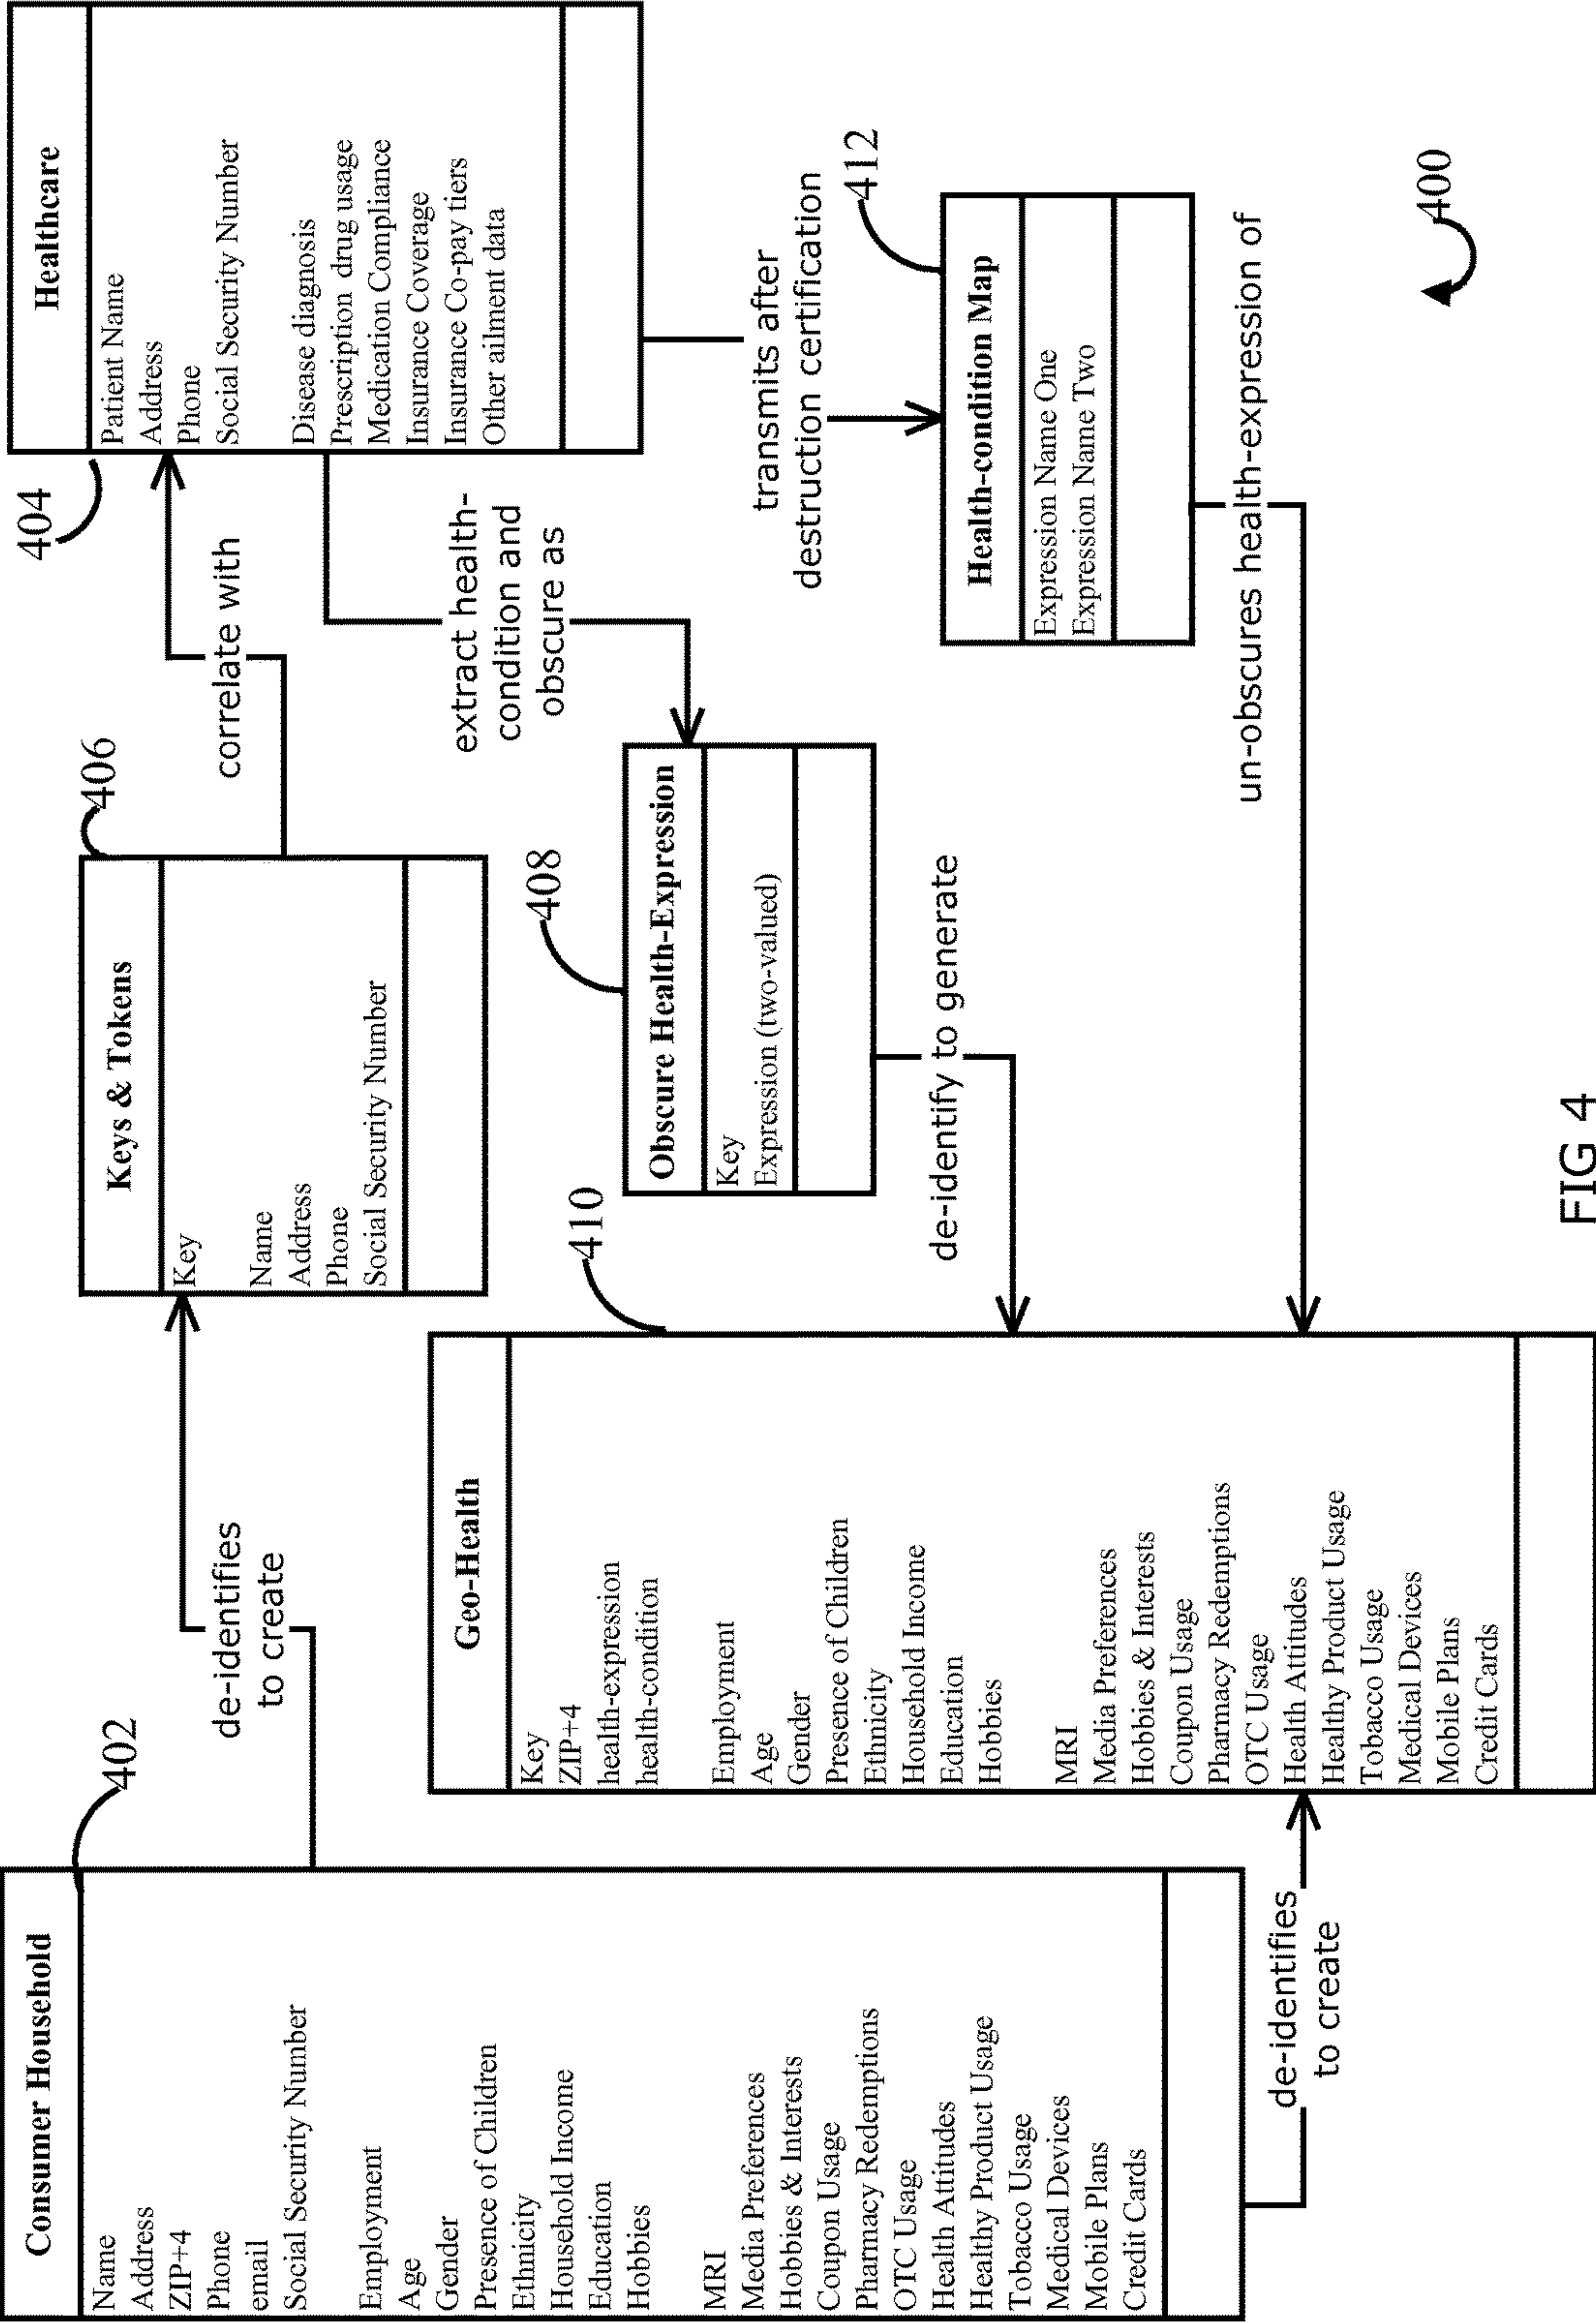 Consumer Household
402
Name
Address
ZIP+4
Phone
email
Social Security Number
Employment
Age
Gender
Presence of Children
Ethnicity
Household Income
Education
Hobbies
MRI
Media Preferences
Hobbies & Interests
Coupon Usage
Pharmacy Redemptions
OTC Usage
Health Attitudes
Healthy Product Usage
Tobacco Usage
Medical Devices
Mobile Plans
Credit Cards
de-identifies
to create
Keys & Tokens
406
Key
Name
Address
Phone
Social Security Number
correlate with
Healthcare
404
Patient Name
Address
Phone
Social Security Number
Disease diagnosis
Prescription drug usage
Medication Compliance
Insurance Coverage
Insurance Co-pay tiers
Other ailment data
extract health-
condition and
obscure as
Obscure Health-Expression
408
Key
Expression (two-valued)
de-identify to generate
Geo-Health
410
Key
ZIP+4
health-expression
health-condition
Employment
Age
Gender
Presence of Children
Ethnicity
Household Income
Education
Hobbies
MRI
Media Preferences
Hobbies & Interests
Coupon Usage
Pharmacy Redemptions
OTC Usage
Health Attitudes
Healthy Product Usage
Tobacco Usage
Medical Devices
Mobile Plans
Credit Cards
de-identifies
to create
transmits after
destruction certification
412
Health-condition Map
Expression Name One
Expression Name Two
un-obscures health-expression of
400
FIG 4